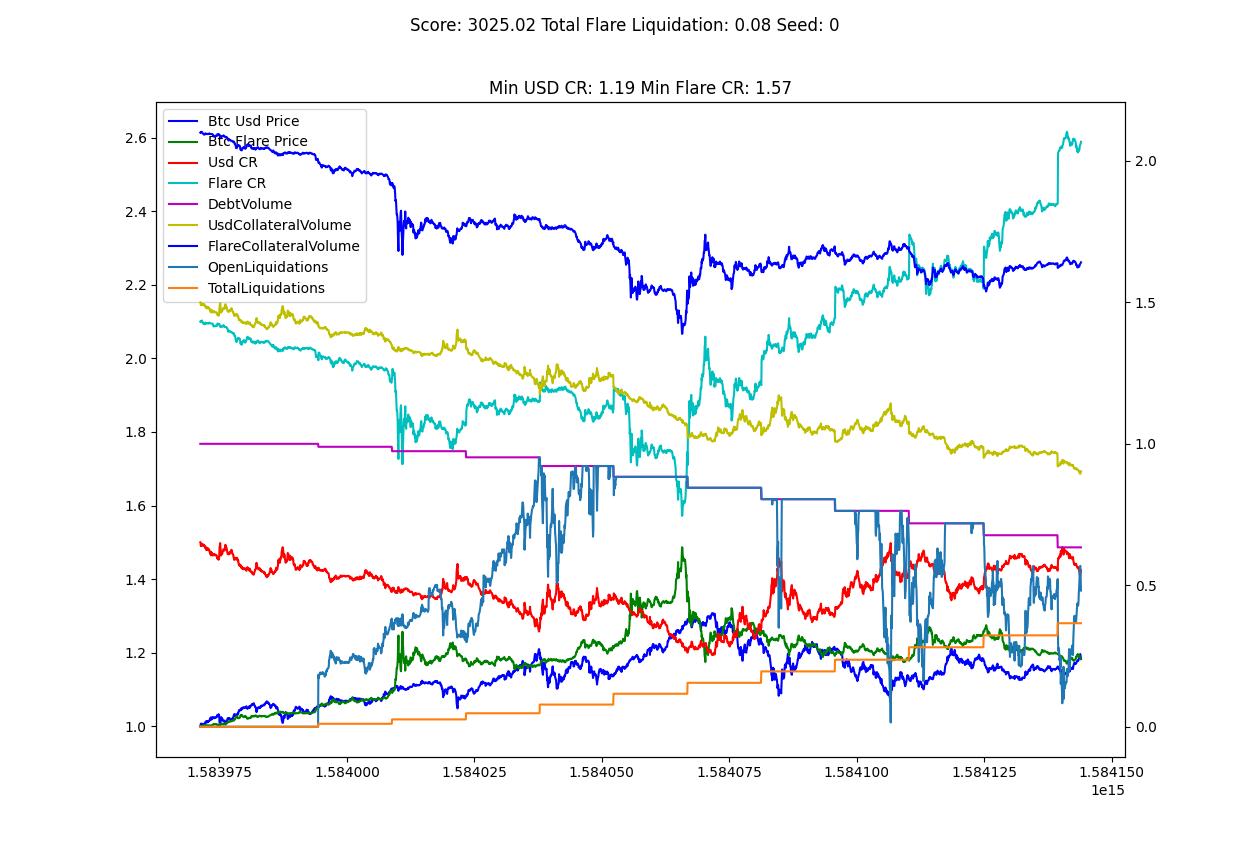 Score: 3025.02 Total Flare Liquidation: 0.08 Seed: 0
Min USD CR: 1.19 Min Flare CR: 1.57
Btc Usd Price
Btc Flare Price
Usd CR
Flare CR
DebtVolume
UsdCollateralVolume
FlareCollateralVolume
OpenLiquidations
TotalLiquidations
2.6
2.4
2.2
2.0
1.8
1.6
1.4
1.2
1.0
2.0
1.5
1.0
0.5
0.0
1.583975 1.584000 1.584025 1.584050 1.584075 1.584100 1.584125 1.584150
1e15